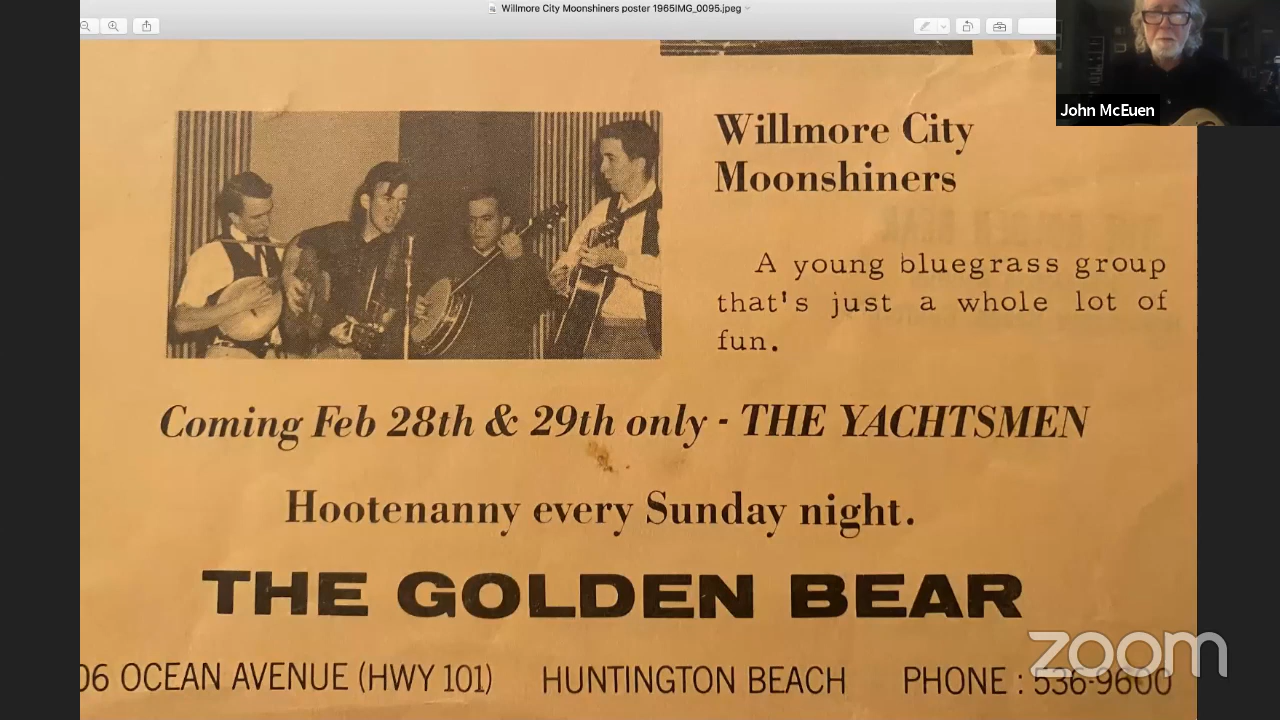 Willmore City Moonshiners poster 1965IMG_0095.jpeg
John McEuen
Willmore City
Moonshiners
A young bluegrass group
that's just a whole lot of
fun.
Coming Feb 28th & 29th only - THE YACHTSMEN
Hootenanny every Sunday night.
THE GOLDEN BEAR
06 OCEAN AVENUE (HWY 101) HUNTINGTON BEACH PHONE : 536-9600
zoom